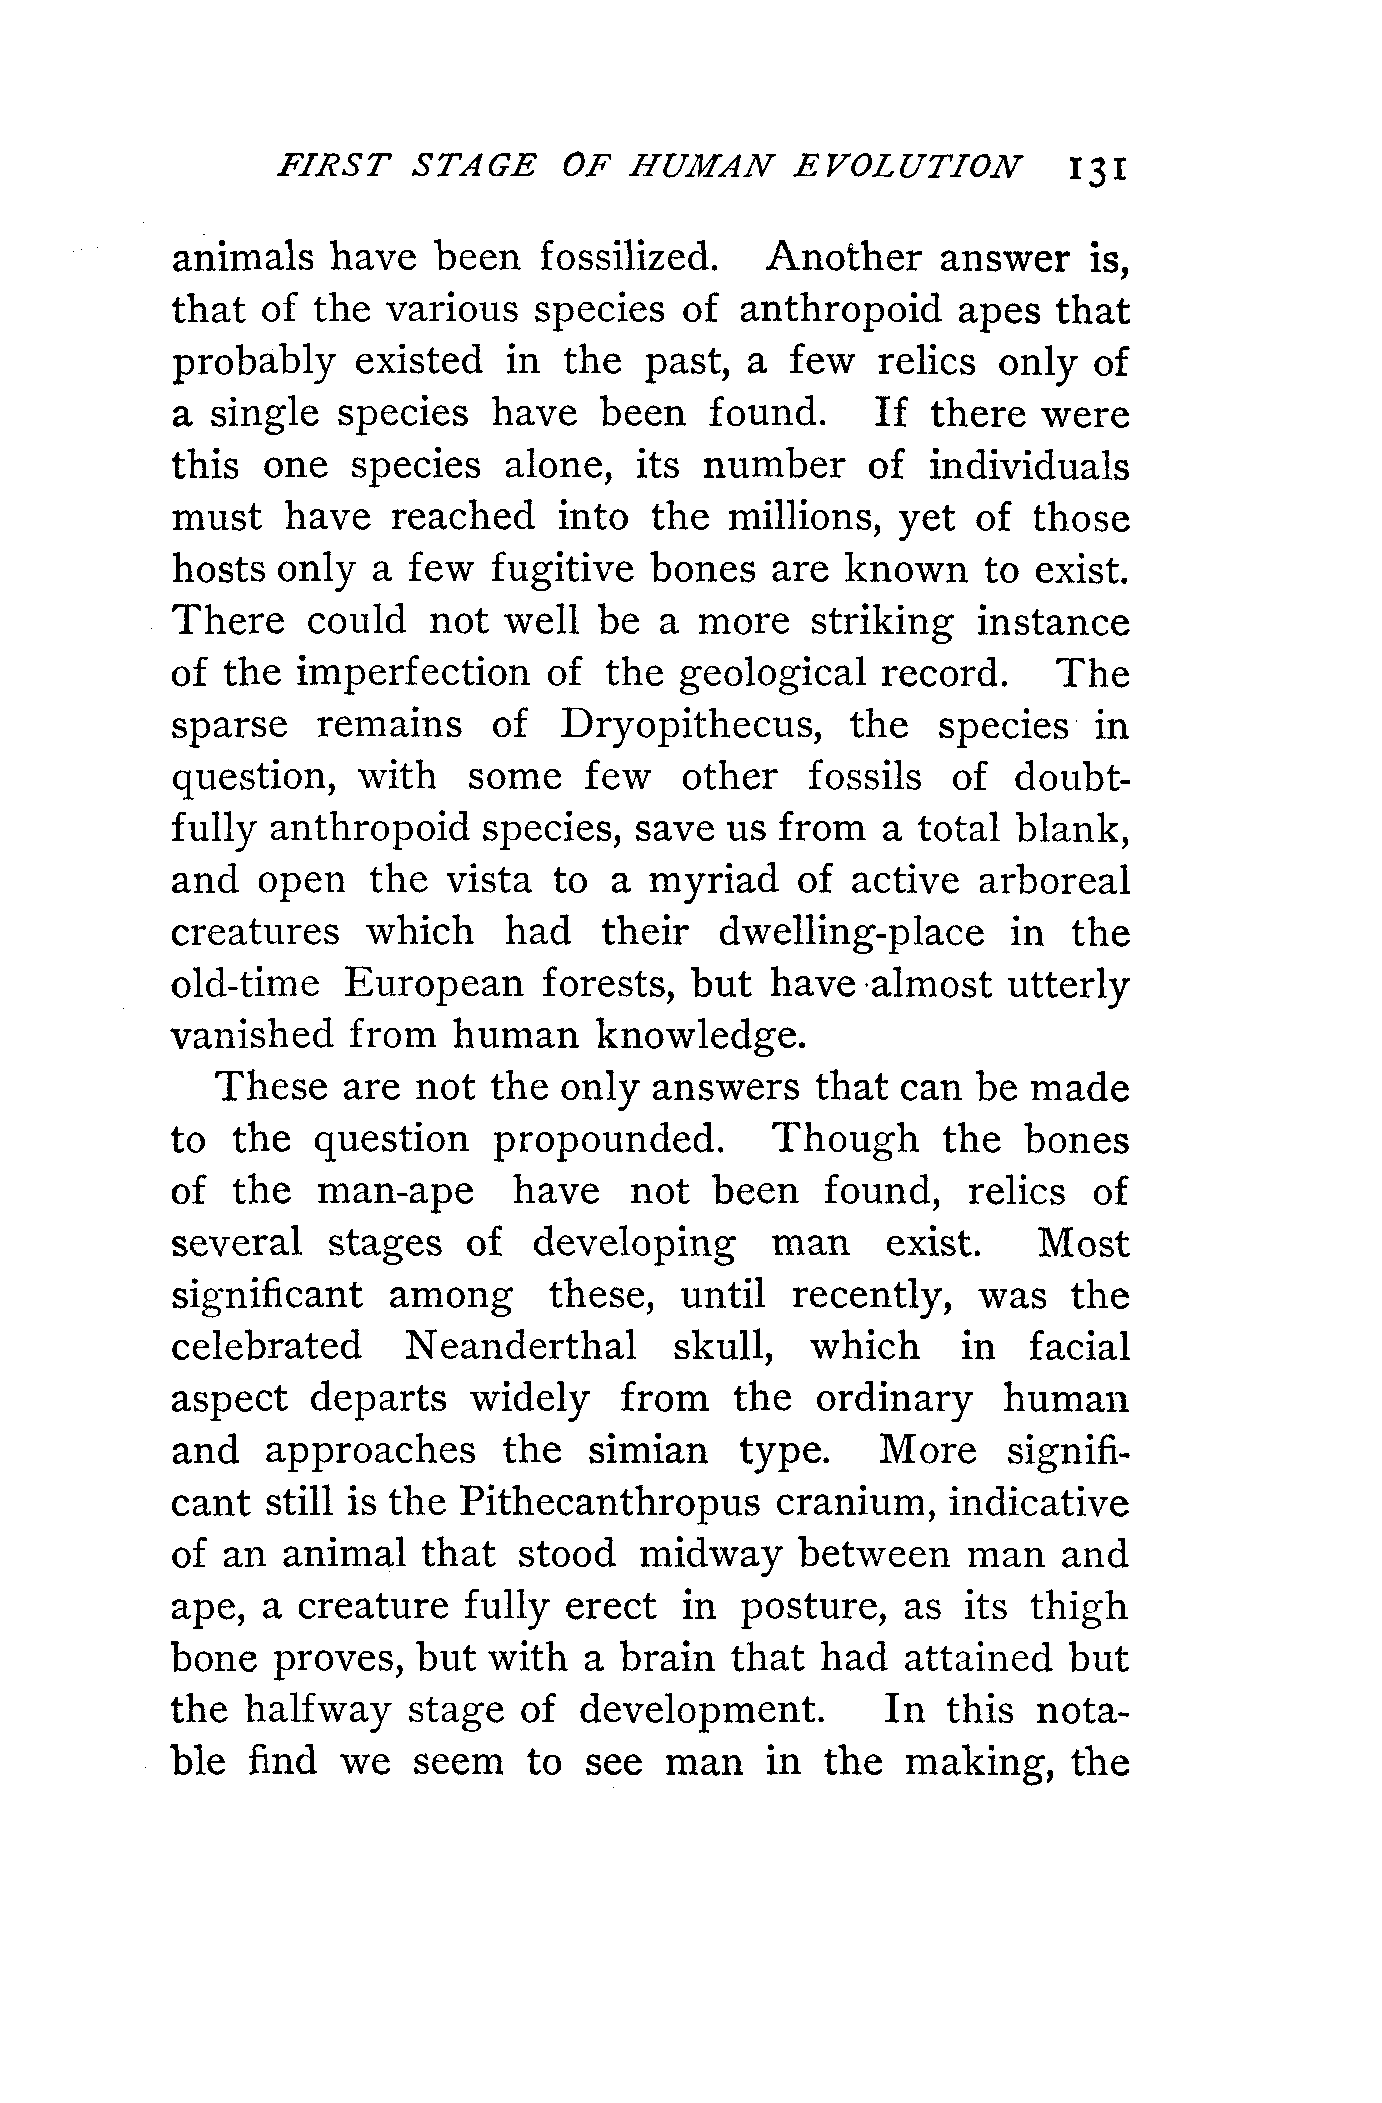 FIRST STAGE OF HUMAN EVOLUTION 131
animals have been fossilized. Another answer is,
that of the various species of anthropoid apes that
probably existed in the past, a few relics only of
a single species have been found. If there were
this one species alone, its number of individuals
must have reached into the millions, yet of those
hosts only a few fugitive bones are known to exist.
There could not well be a more striking instance
of the imperfection of the geological record. The
sparse remains of Dryopithecus, the species in
question, with some few other fossils of doubt-
fully anthropoid species, save us from a total blank,
and open the vista to a myriad of active arboreal
creatures which had their dwelling-place in the
old-time European forests, but have almost utterly
vanished from human knowledge.
These are not the only answers that can be made
to the question propounded. Though the bones
of the man-ape have not been found, relics of
several stages of developing man exist. Most
significant among these, until recently, was the
celebrated Neanderthal skull, which in facial
aspect departs widely from the ordinary human
and approaches the simian type. More signifi-
cant still is the Pithecanthropus cranium, indicative
of an animal that stood midway between man and
ape, a creature fully erect in posture, as its thigh
bone proves, but with a brain that had attained but
the halfway stage of development. In this nota-
ble find we seem to see man in the making, the